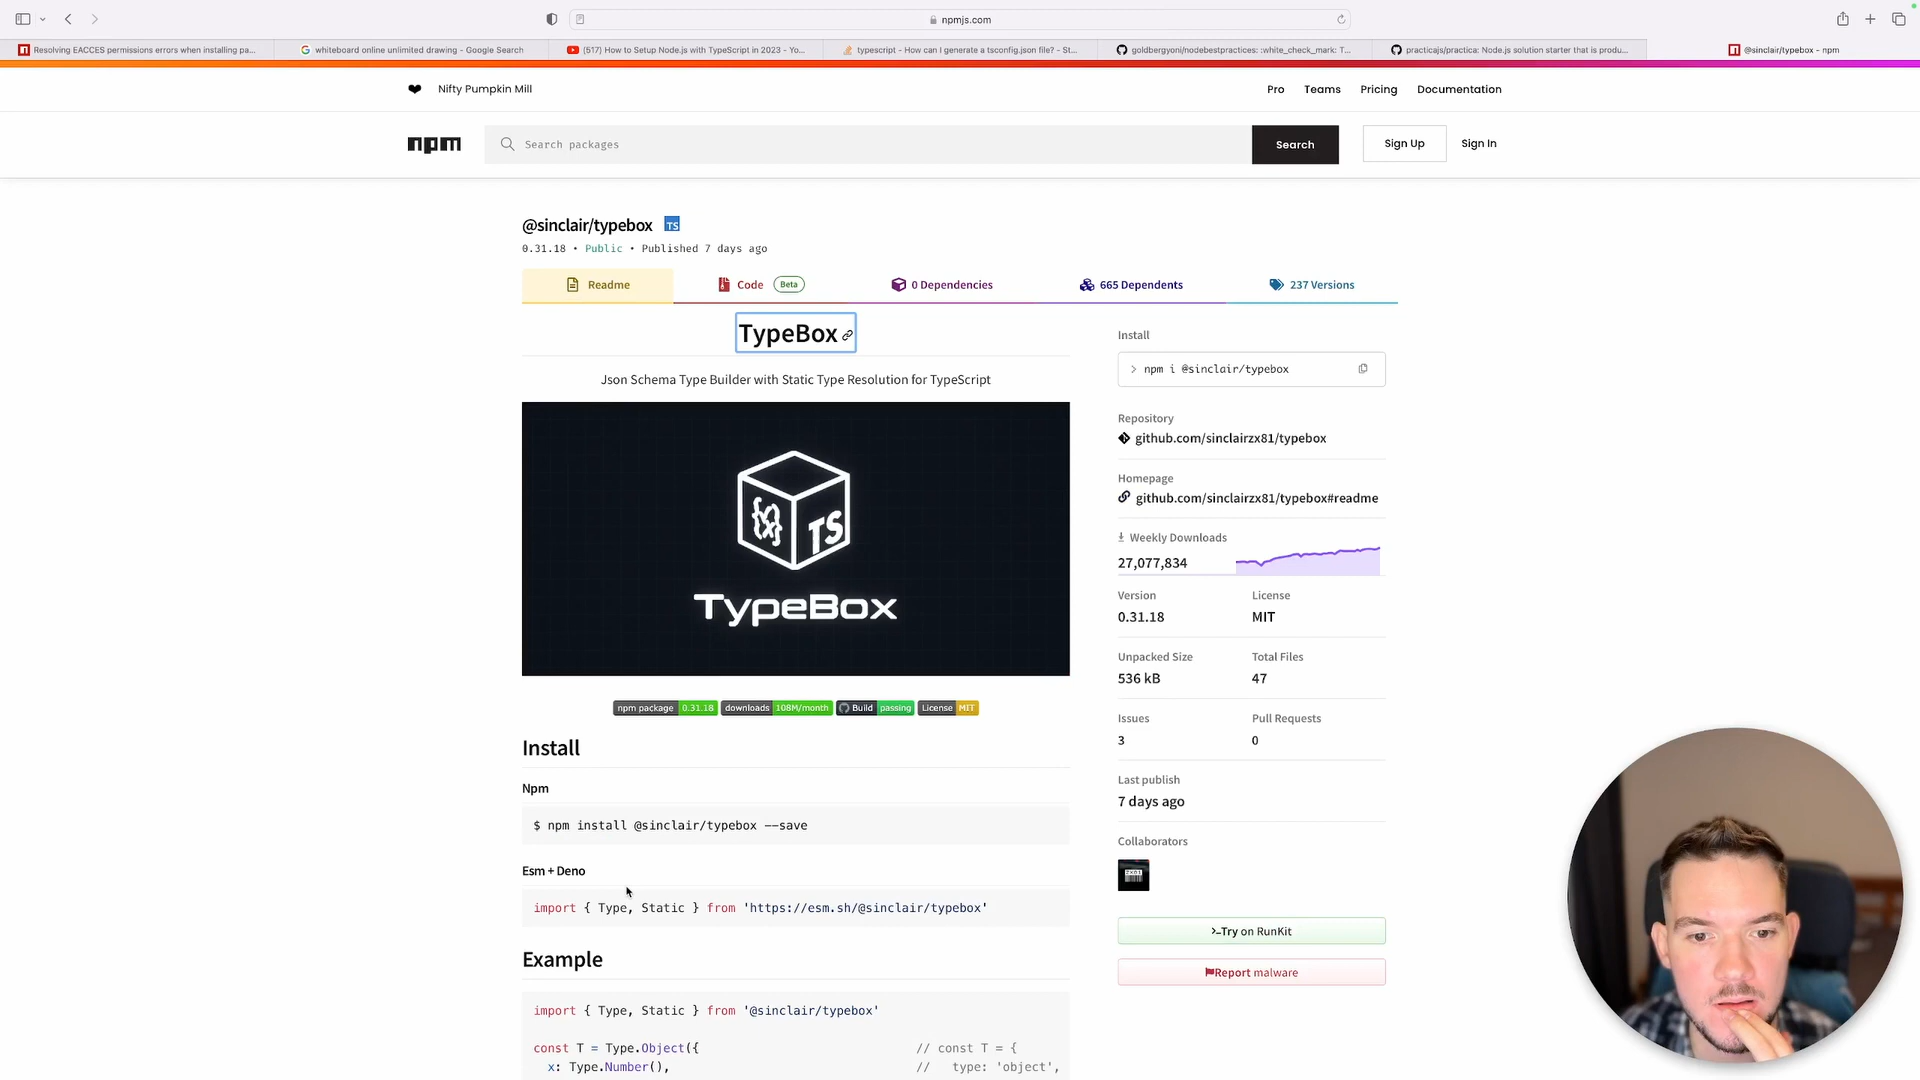 npmjs.com
Resolving EACCES permissions errors when installing pa...
whiteboard online unlimited drawing - Google Search
(517) How to Setup Node.js with TypeScript in 2023 - Yo...
typescript - How can I generate a tsconfig.json file? - St...
goldbergyoni/nodebestpractices: :white_check_mark: T...
practicajs/practica: Node.js solution starter that is produ...
@sinclair/typebox - npm
❤ Nifty Pumpkin Mill
Pro
Teams
Pricing
Documentation
npm
Search packages
Search
Sign Up
Sign In
@sinclair/typebox TS
0.31.18 • Public • Published 7 days ago
Readme
Code Beta
0 Dependencies
665 Dependents
237 Versions
TypeBox
Json Schema Type Builder with Static Type Resolution for TypeScript
TS
TypeBox
npm package 0.31.18 downloads 108M/month Build passing License MIT
Install
Npm
$ npm install @sinclair/typebox --save
Esm + Deno
import { Type, Static } from 'https://esm.sh/@sinclair/typebox'
Example
import { Type, Static } from '@sinclair/typebox'
const T = Type.Object({ // const T = {
x: Type.Number(), // type: 'object',
Install
> npm i @sinclair/typebox
Repository
github.com/sinclairzx81/typebox
Homepage
github.com/sinclairzx81/typebox#readme
Weekly Downloads
27,077,834
Version
License
0.31.18
MIT
Unpacked Size
Total Files
536 kB
47
Issues
Pull Requests
3
0
Last publish
7 days ago
Collaborators
Try on RunKit
Report malware